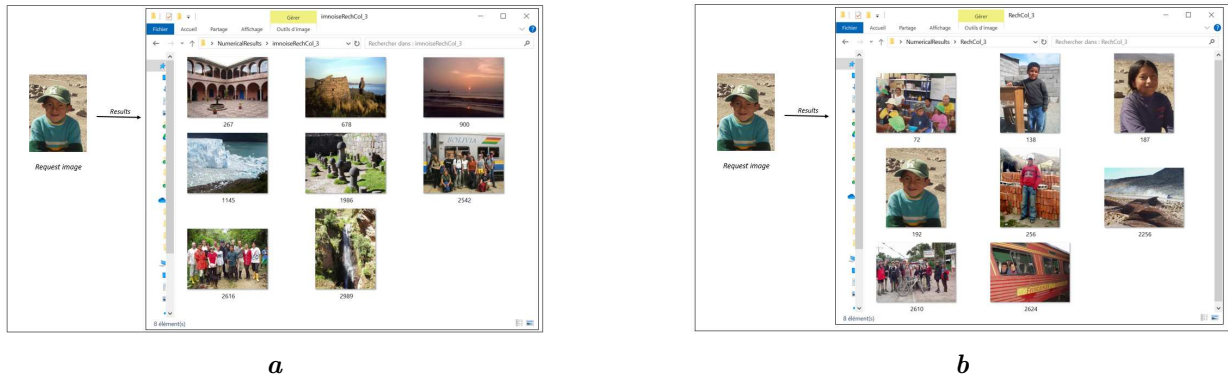 Gérer
imnoiseRechCol_3
Fichier
Accueil
Partage
Affichage
Outils d'image
NumericalResults > imnoiseRechCol_3
Rechercher dans : imnoiseRechCol_3
Results
Request image
267
678
900
BOLIVIA
1145
1986
2542
2616
2989
8 élément(s)
a
Gérer
RechCol_3
Fichier
Accueil
Partage
Affichage
Outils d'image
NumericalResults > RechCol_3
Rechercher dans : RechCol_3
Results
Request image
72
138
187
192
256
2256
2610
2624
8 élément(s)
b